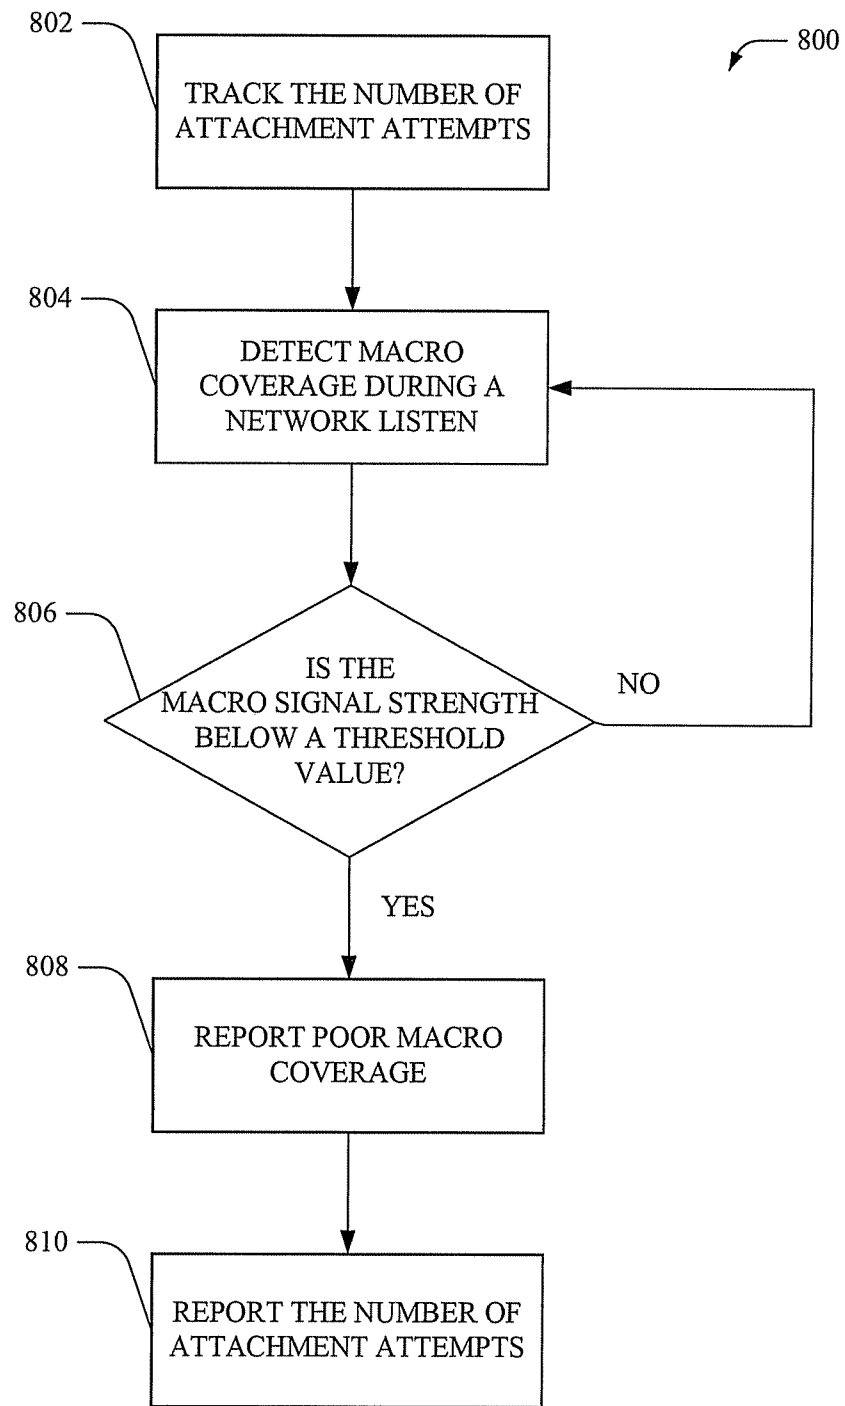 802
800
TRACK THE NUMBER OF
ATTACHMENT ATTEMPTS
804
DETECT MACRO
COVERAGE DURING A
NETWORK LISTEN
806
IS THE
MACRO SIGNAL STRENGTH
BELOW A THRESHOLD
VALUE?
NO
YES
808
REPORT POOR MACRO
COVERAGE
810
REPORT THE NUMBER OF
ATTACHMENT ATTEMPTS